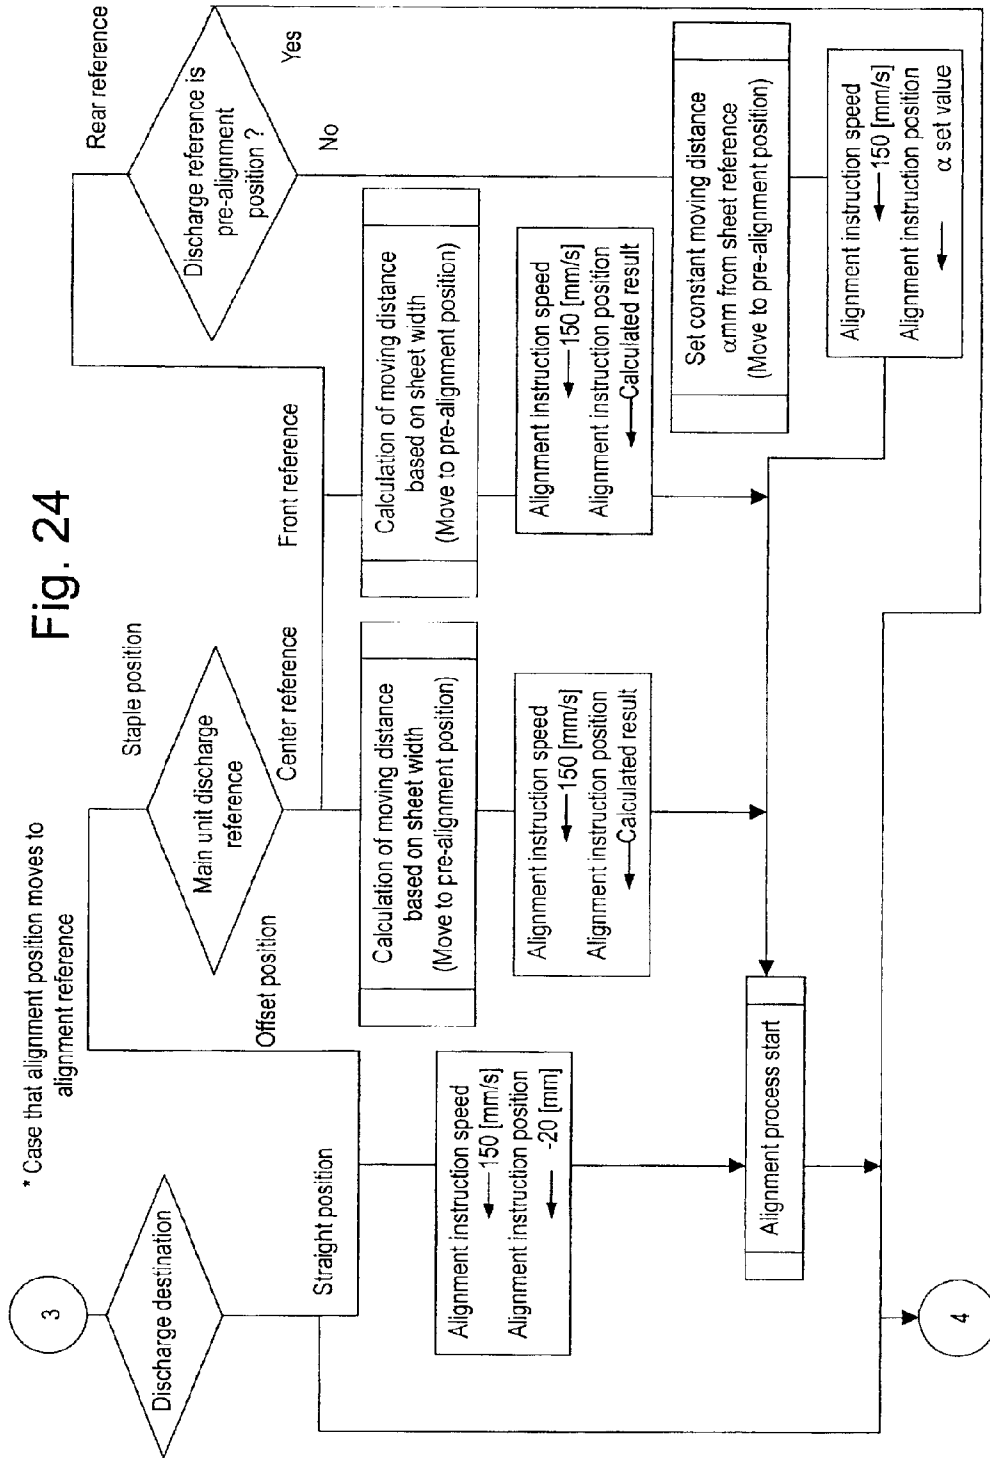 Fig. 24
* Case that alignment position moves to
alignment reference
3
Discharge destination
Straight position
Offset position
Staple position
Main unit discharge
reference
Center reference
Front reference
Rear reference
Discharge reference is
pre-alignment
position ?
Yes
No
Alignment instruction speed
150 [mm/s]
Alignment instruction position
-20 [mm]
Calculation of moving distance
based on sheet width
(Move to pre-alignment position)
Alignment instruction speed
150 [mm/s]
Alignment instruction position
Calculated result
Calculation of moving distance
based on sheet width
(Move to pre-alignment position)
Alignment instruction speed
150 [mm/s]
Alignment instruction position
Calculated result
Set constant moving distance
αmm from sheet reference
(Move to pre-alignment position)
Alignment instruction speed
150 [mm/s]
Alignment instruction position
α set value
Alignment process start
4